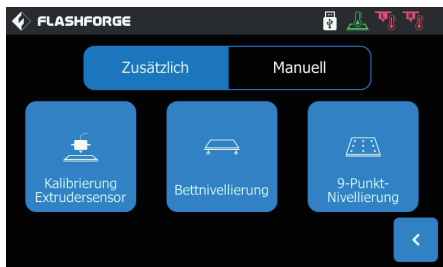 FLASHFORGE
Zusätzlich
Manuell
Kalibrierung
Extrudersensor
Bettnivellierung
9-Punkt-
Nivellierung